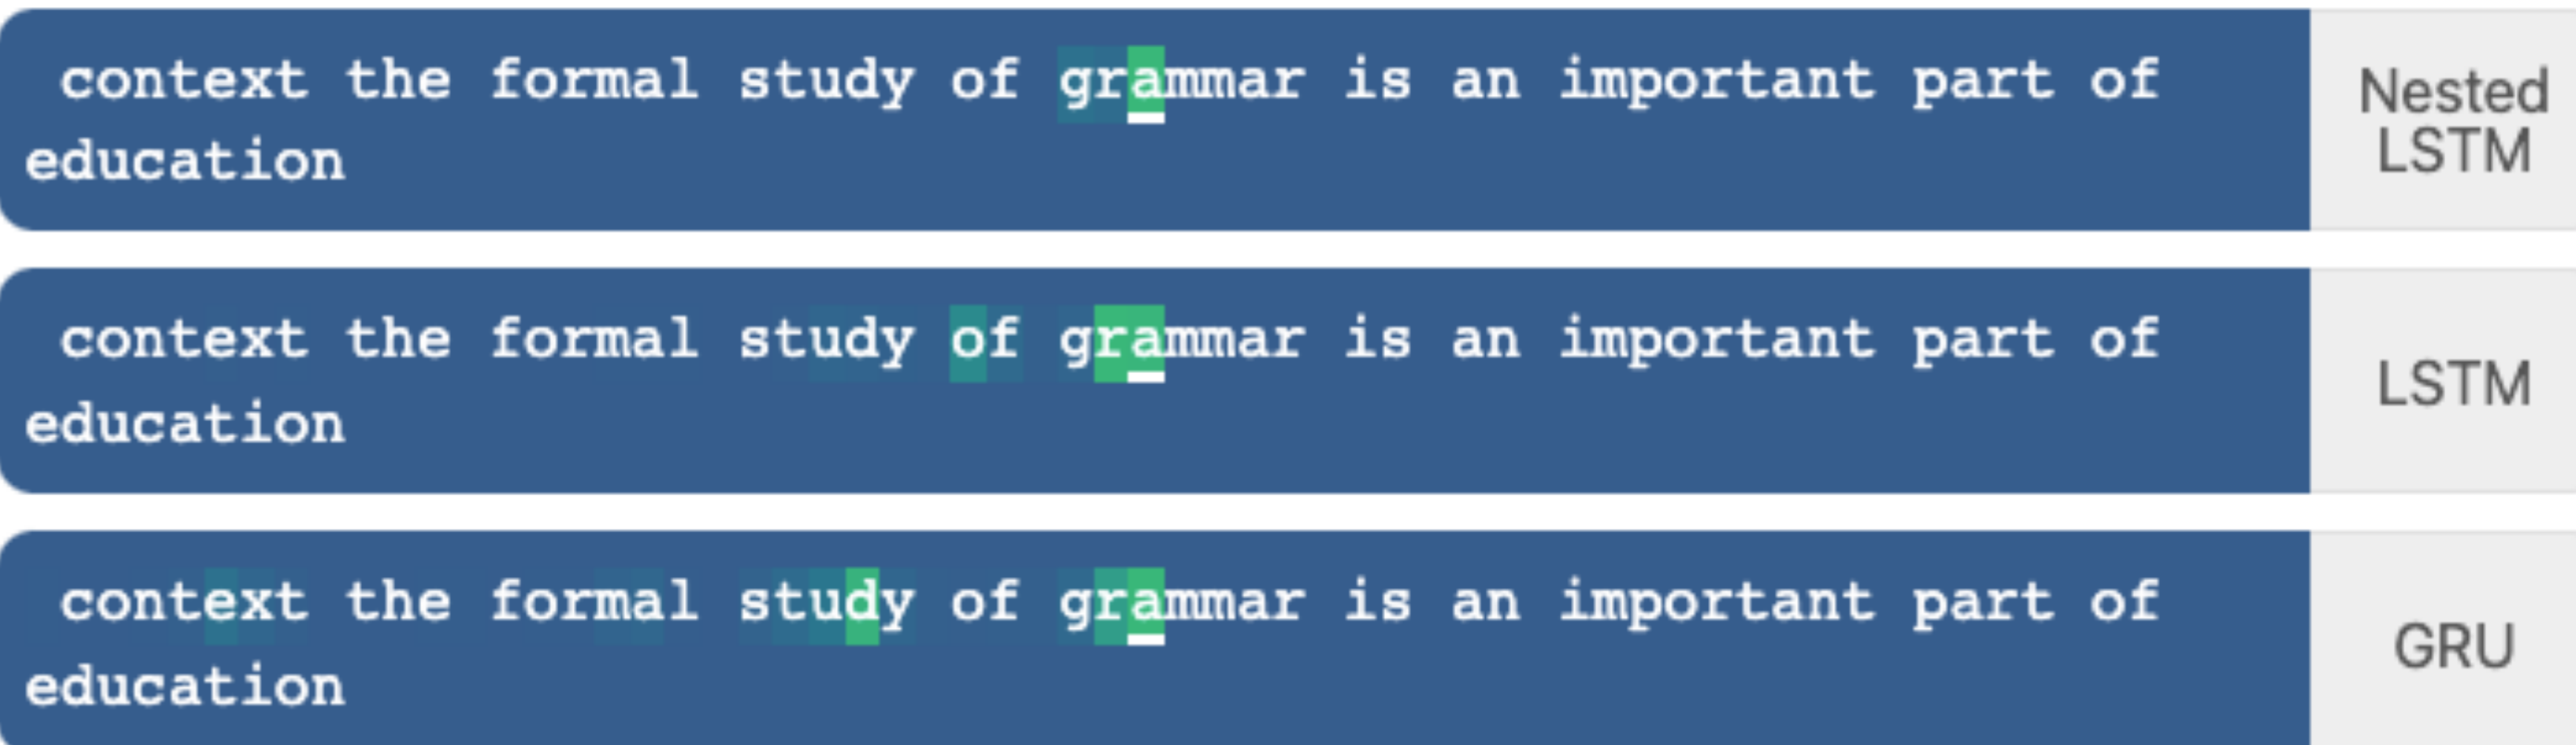 context the formal study of grammar is an important part of
education
Nested
LSTM
context the formal study of grammar is an important part of
education
LSTM
context the formal study of grammar is an important part of
education
GRU